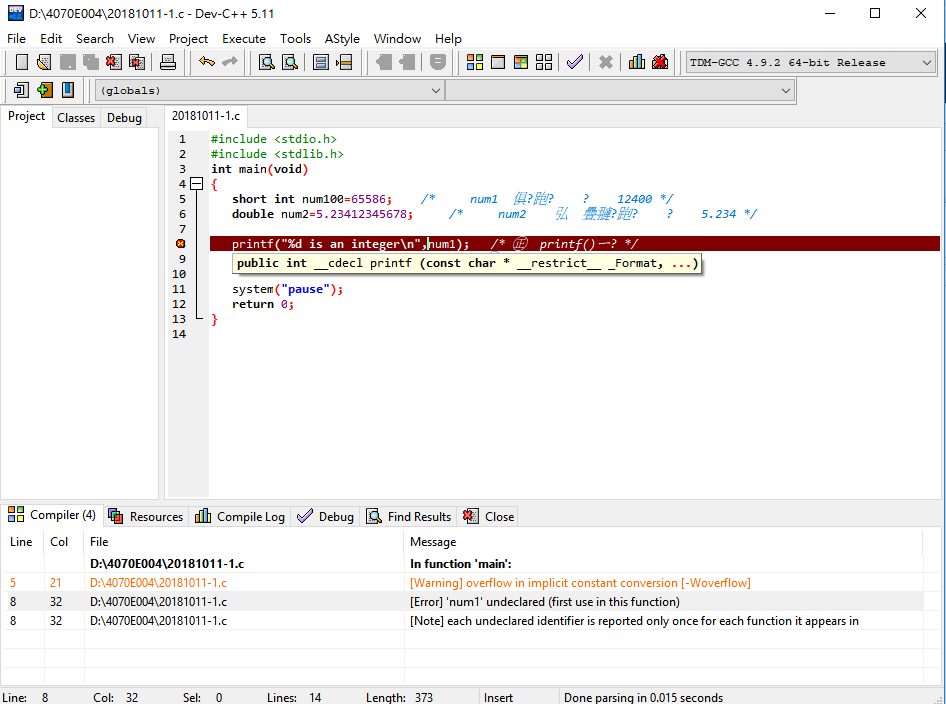 D:\4070E004\20181011-1.c - Dev-C++ 5.11
File Edit Search View Project Execute Tools AStyle Window Help
TDM-GCC 4.9.2 64-bit Release
(globals)
Project Classes Debug
20181011-1.c
1 #include <stdio.h>
2 #include <stdlib.h>
3 int main(void)
4 {
5 short int num100=65586; /* num1 俱?跑? ? 12400 */
6 double num2=5.23412345678; /* num2 弘 ?跑? ? 5.234 */
7
8 printf("%d is an integer\n",num1); /* printf()一? */
9 public int __cdecl printf (const char * __restrict__ _Format, ...)
10
11 system("pause");
12 return 0;
13 }
14
Compiler (4) Resources Compile Log Debug Find Results Close
Line Col File Message
D:\4070E004\20181011-1.c In function 'main':
5 21 D:\4070E004\20181011-1.c [Warning] overflow in implicit constant conversion [-Woverflow]
8 32 D:\4070E004\20181011-1.c [Error] 'num1' undeclared (first use in this function)
8 32 D:\4070E004\20181011-1.c [Note] each undeclared identifier is reported only once for each function it appears in
Line: 8 Col: 32 Sel: 0 Lines: 14 Length: 373 Insert Done parsing in 0.015 seconds